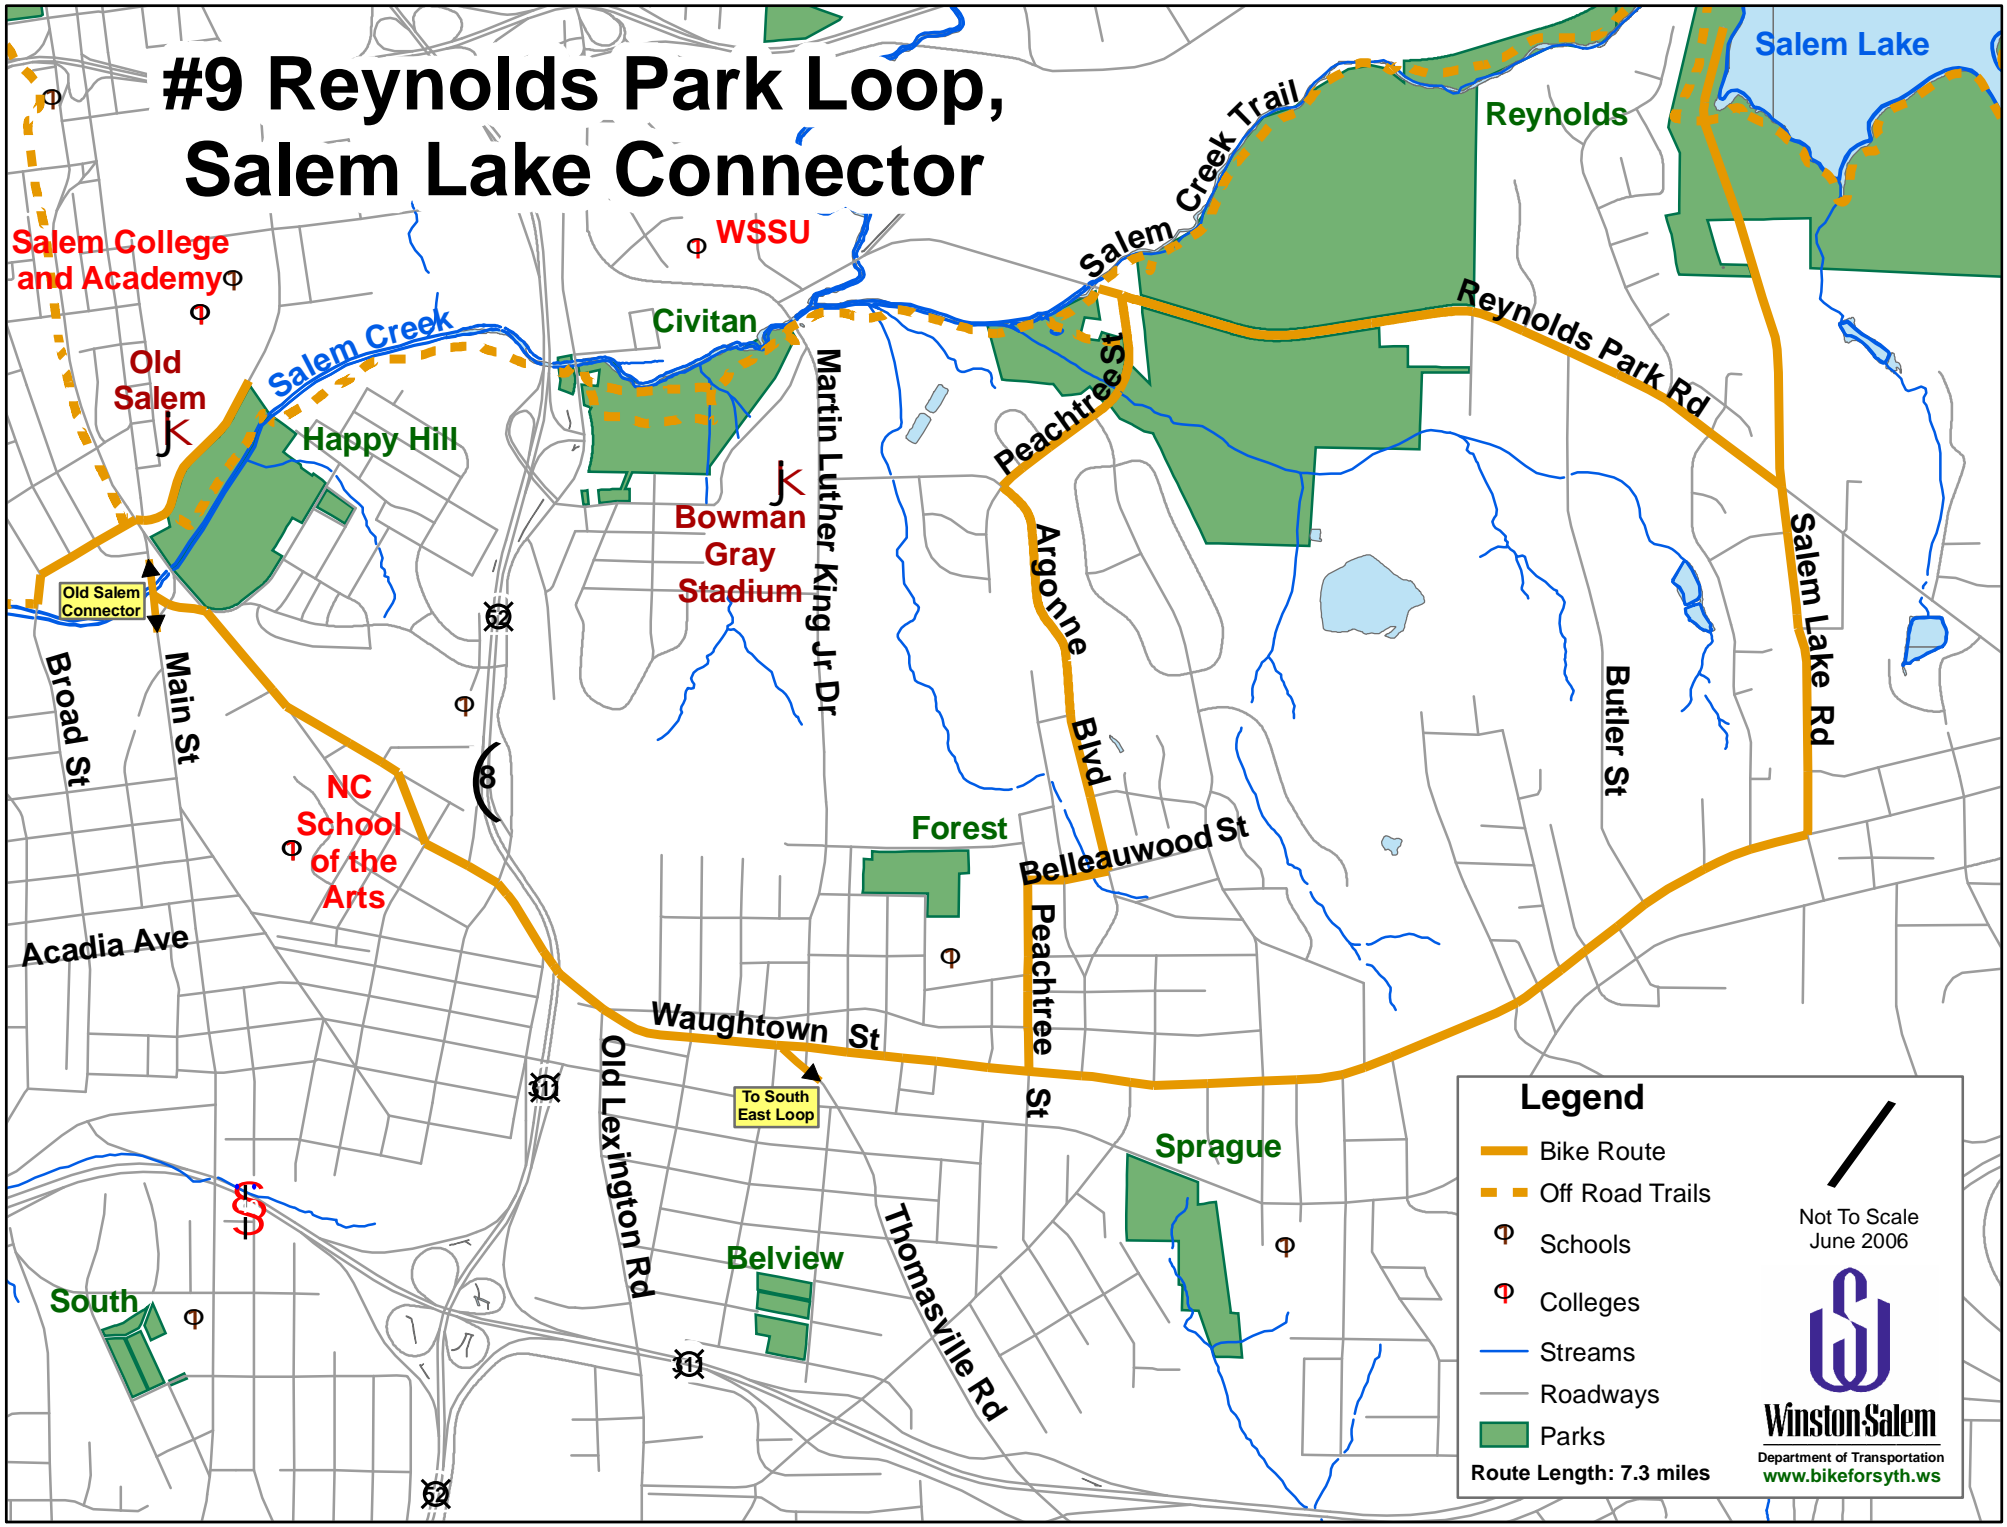 #9 Reynolds Park Loop,
Salem Lake Connector
Salem Lake
Reynolds
Salem Creek Trail
WSSU
Salem College
and Academy
Civitan
Salem Creek
Old
Salem
Happy Hill
Reynolds Park Rd
Peachtree St
Martin Luther King Jr Dr
Bowman
Gray
Stadium
Argonne Blvd
Salem Lake Rd
Old Salem
Connector
52
Broad St
Main St
Butler St
8
NC
School
of the
Arts
Forest
Belleauwood St
Acadia Ave
Peachtree St
Waughtown St
Old Lexington Rd
311
To South
East Loop
Sprague
Thomasville Rd
Belview
South
311
52
Legend
Bike Route
Off Road Trails
Schools
Colleges
Streams
Roadways
Parks
Route Length: 7.3 miles
Not To Scale
June 2006
Winston-Salem
Department of Transportation
www.bikeforsyth.ws